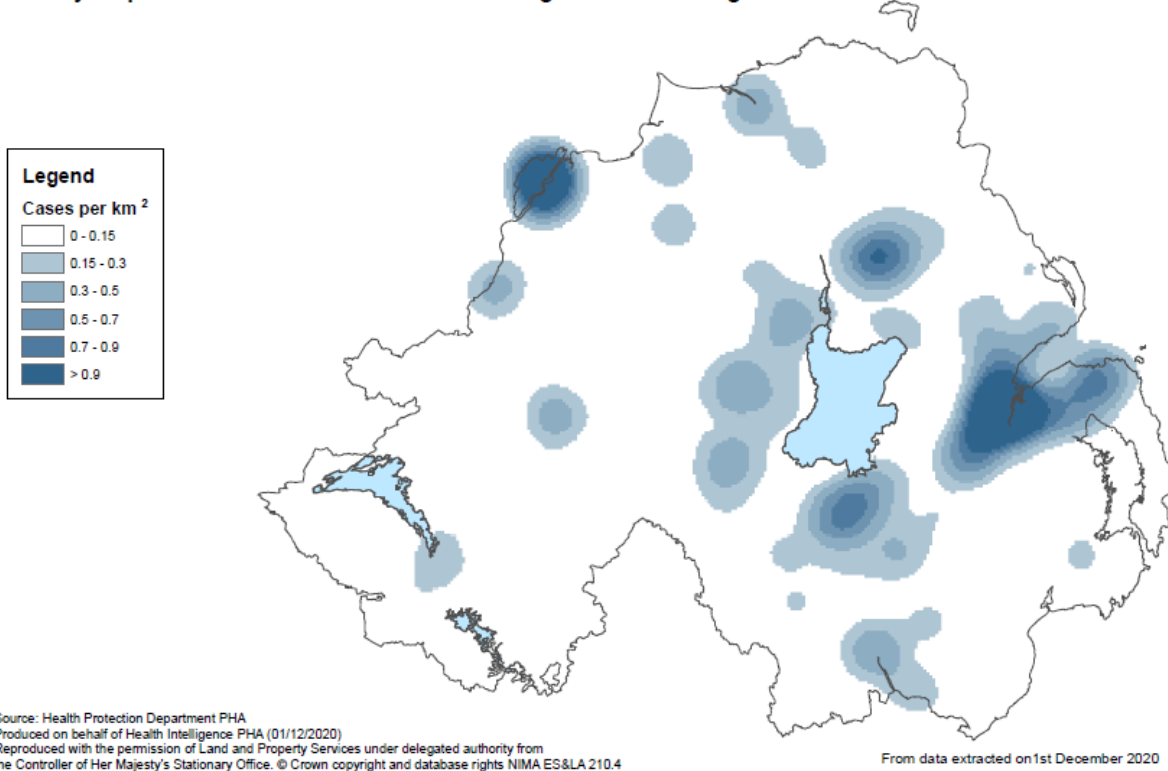 Legend
Cases per km 2
0 - 0.15
0.15 - 0.3
0.3 - 0.5
0.5 - 0.7
0.7 - 0.9
> 0.9
Source: Health Protection Department PHA
Produced on behalf of Health Intelligence PHA (01/12/2020)
Reproduced with the permission of Land and Property Services under delegated authority from
the Controller of Her Majesty's Stationary Office. © Crown copyright and database rights NIMA ES&LA 210.4
From data extracted on1st December 2020